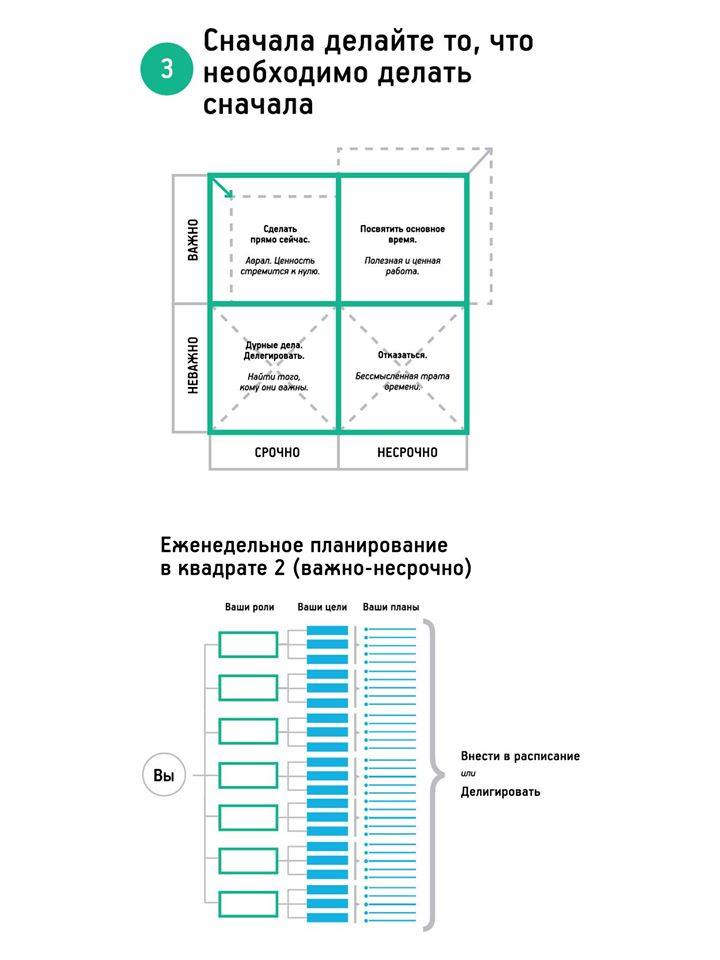 3
Сначала делайте то, что
необходимо делать
сначала
ВАЖНО
Сделать
прямо сейчас.
Аврал. Ценность
стремится к нулю.
Посвятить основное
время.
Полезная и ценная
работа.
НЕВАЖНО
Дурные дела.
Делегировать.
Найти того,
кому они важны.
Отказаться.
Бессмысленная трата
времени.
СРОЧНО
НЕСРОЧНО
Еженедельное планирование
в квадрате 2 (важно-несрочно)
Ваши роли
Ваши цели
Ваши планы
Вы
Внести в расписание
или
Делигировать